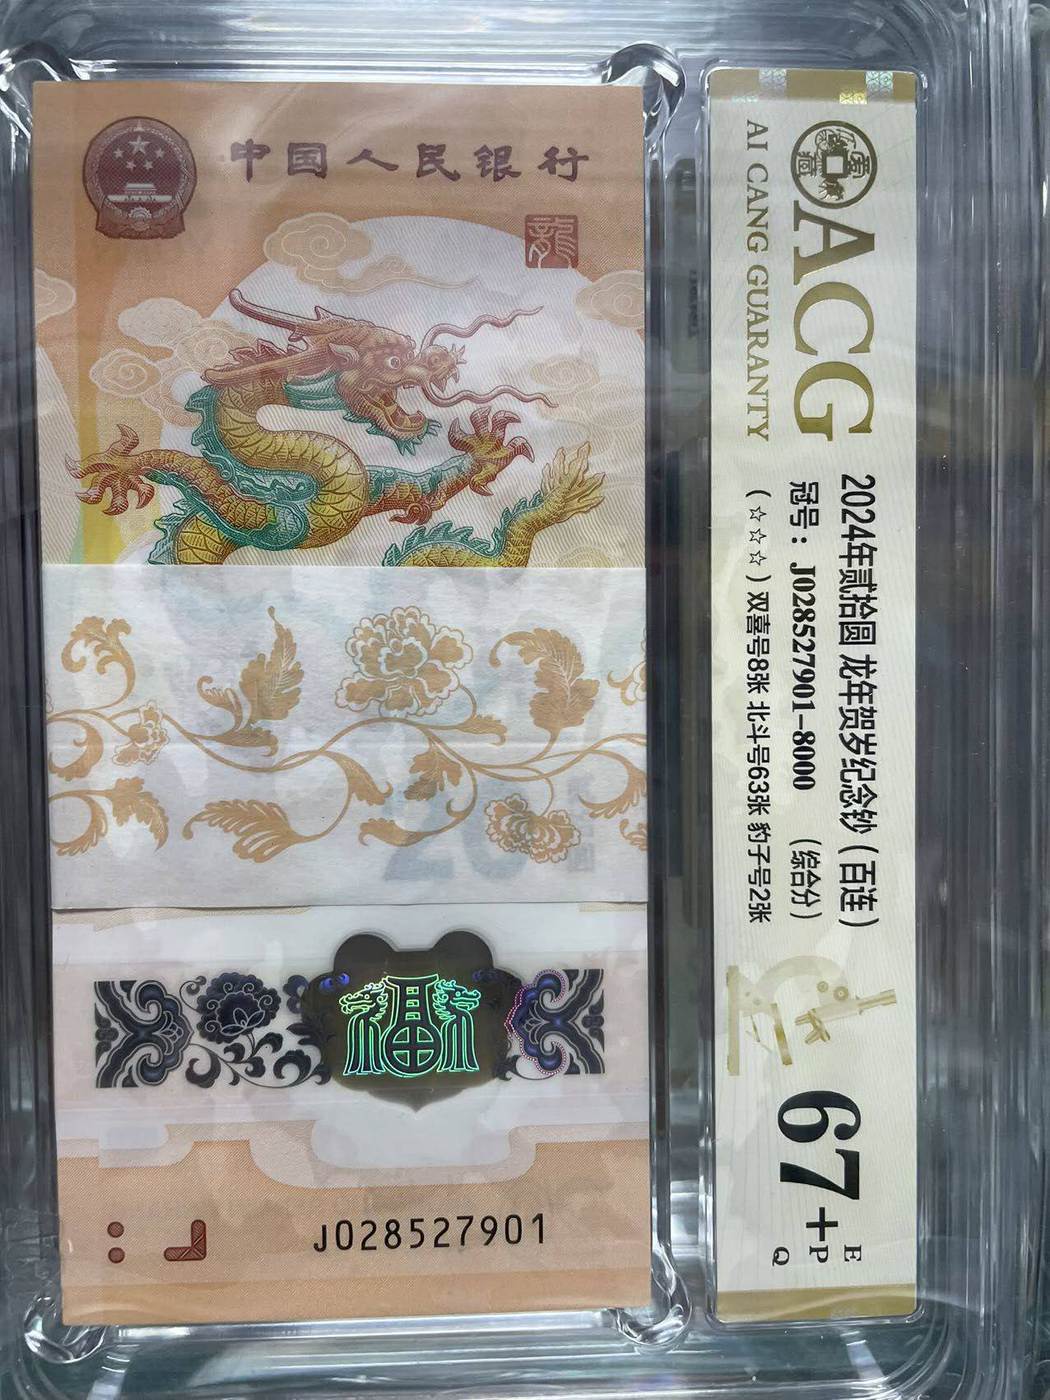 中国人民银行
龍
J028527901
ACG
AI CANG GUARANTY
2024年贰拾圆 龙年贺岁纪念钞（百连）
冠号：J028527901-8000 （综合分）
（☆☆☆）双喜号8张 北斗号63张 豹子号2张
67+
E
P
Q